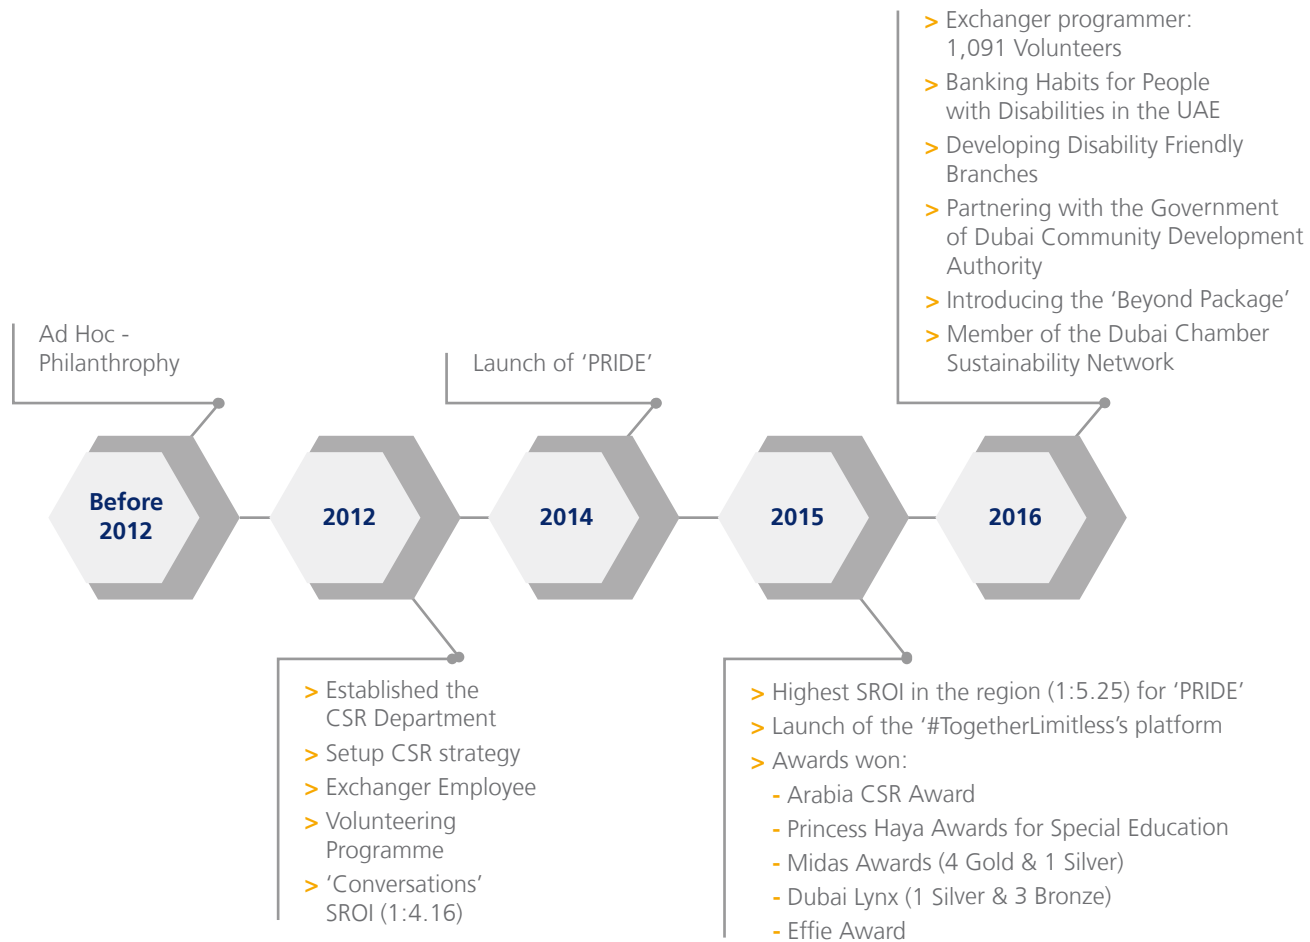 > Exchanger programmer:
1,091 Volunteers
> Banking Habits for People
with Disabilities in the UAE
> Developing Disability Friendly
Branches
> Partnering with the Government
of Dubai Community Development
Authority
> Introducing the ‘Beyond Package’
> Member of the Dubai Chamber
Sustainability Network
Ad Hoc -
Philanthrophy
Launch of ‘PRIDE’
Before
2012
2012
2014
2015
2016
> Established the
CSR Department
> Setup CSR strategy
> Exchanger Employee
> Volunteering
Programme
> ‘Conversations’
SROI (1:4.16)
> Highest SROI in the region (1:5.25) for ‘PRIDE’
> Launch of the ‘#TogetherLimitless’s platform
> Awards won:
- Arabia CSR Award
- Princess Haya Awards for Special Education
- Midas Awards (4 Gold & 1 Silver)
- Dubai Lynx (1 Silver & 3 Bronze)
- Effie Award